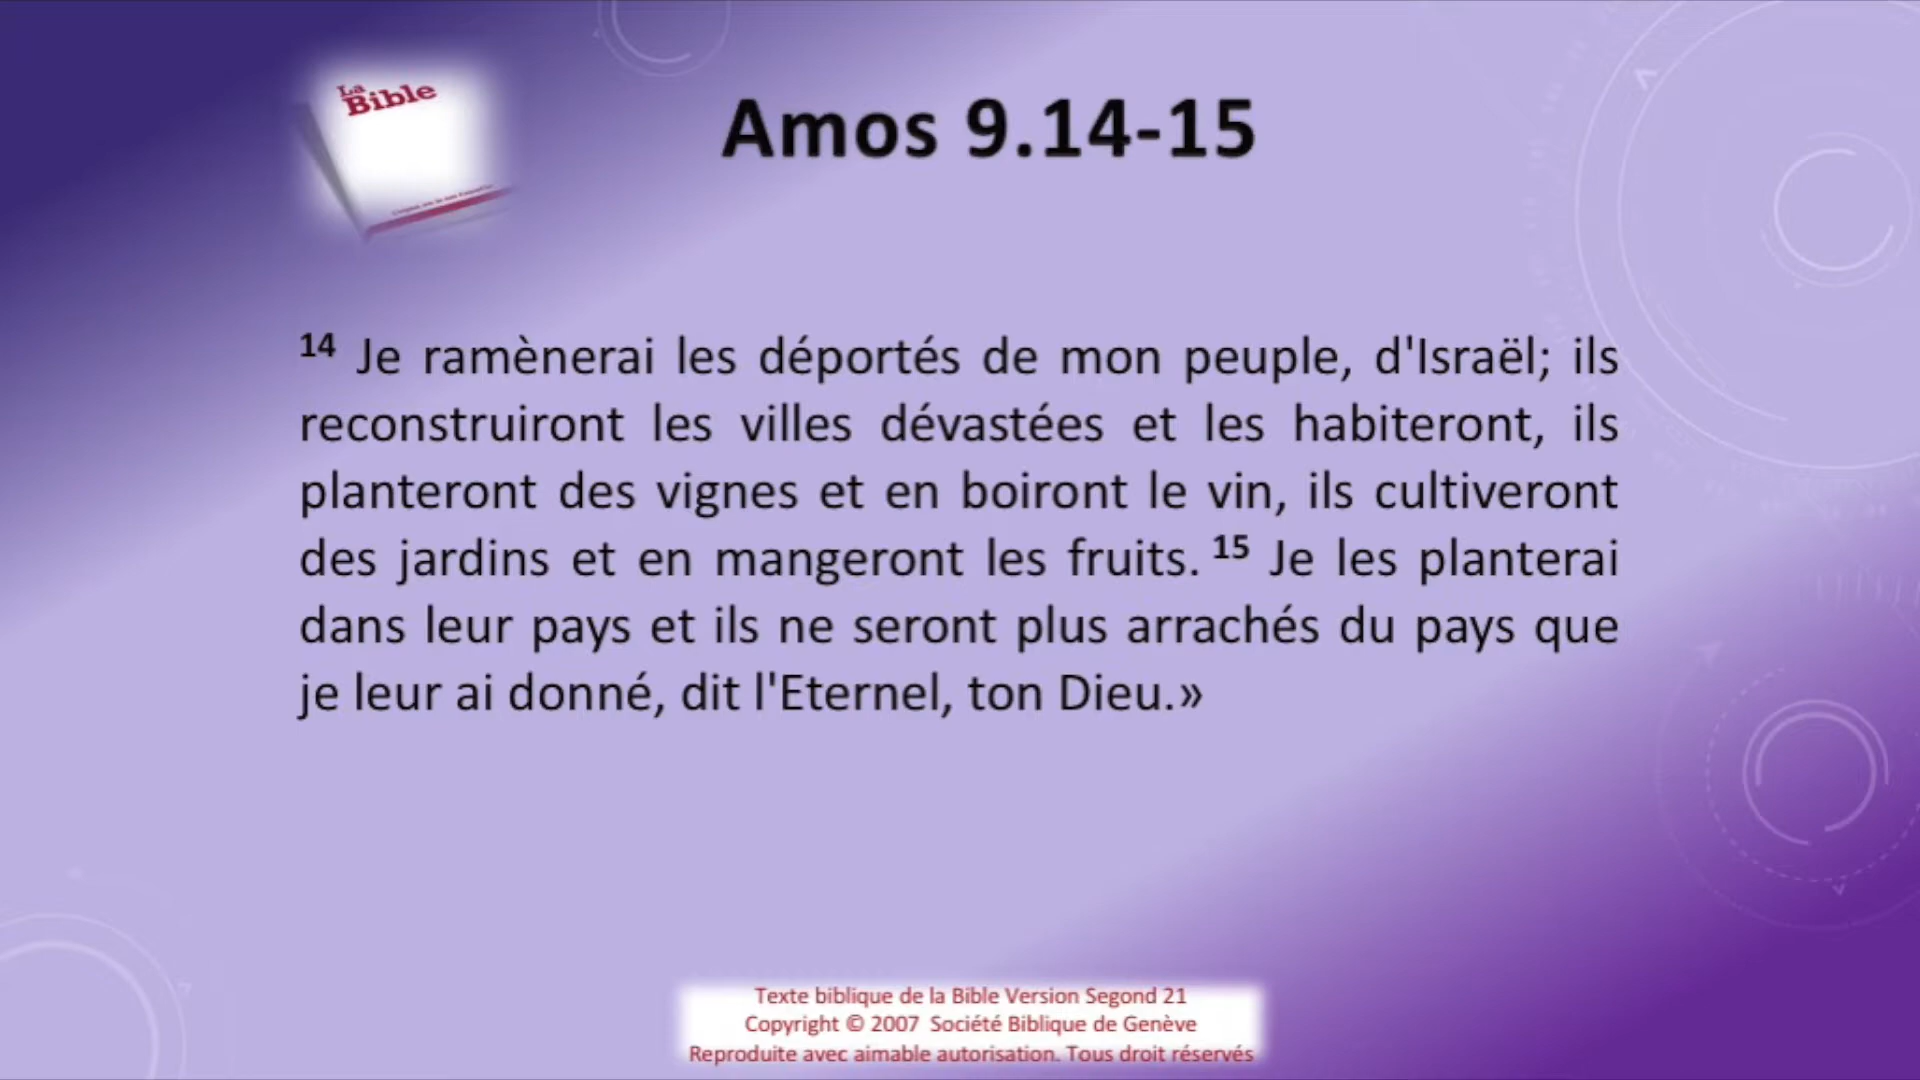 La
Bible
Amos 9.14-15
14 Je ramènerai les déportés de mon peuple, d'Israël; ils
reconstruiront les villes dévastées et les habiteront, ils
planteront des vignes et en boiront le vin, ils cultiveront
des jardins et en mangeront les fruits. 15 Je les planterai
dans leur pays et ils ne seront plus arrachés du pays que
je leur ai donné, dit l'Eternel, ton Dieu.»
Texte biblique de la Bible Version Segond 21
Copyright © 2007 Société Biblique de Genève
Reproduite avec aimable autorisation. Tous droit réservés